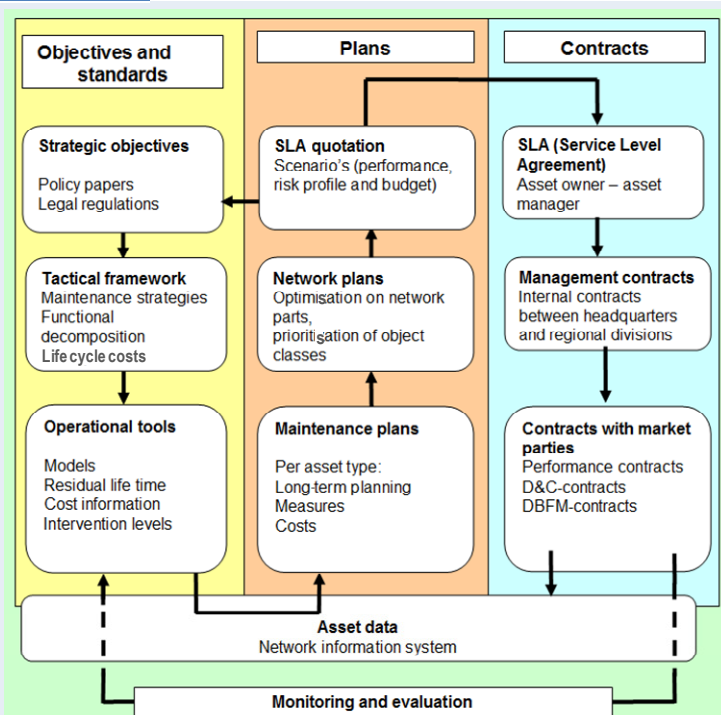 Objectives and
standards
Strategic objectives
Policy papers
Legal regulations
Tactical framework
Maintenance strategies
Functional
decomposition
Life cycle costs
Operational tools
Models
Residual life time
Cost information
Intervention levels
Plans
SLA quotation
Scenario's (performance,
risk profile and budget)
Network plans
Optimisation on network
parts,
prioritisation of object
classes
Maintenance plans
Per asset type:
Long-term planning
Measures
Costs
Contracts
SLA (Service Level
Agreement)
Asset owner – asset
manager
Management contracts
Internal contracts
between headquarters
and regional divisions
Contracts with market
parties
Performance contracts
D&C-contracts
DBFM-contracts
Asset data
Network information system
Monitoring and evaluation